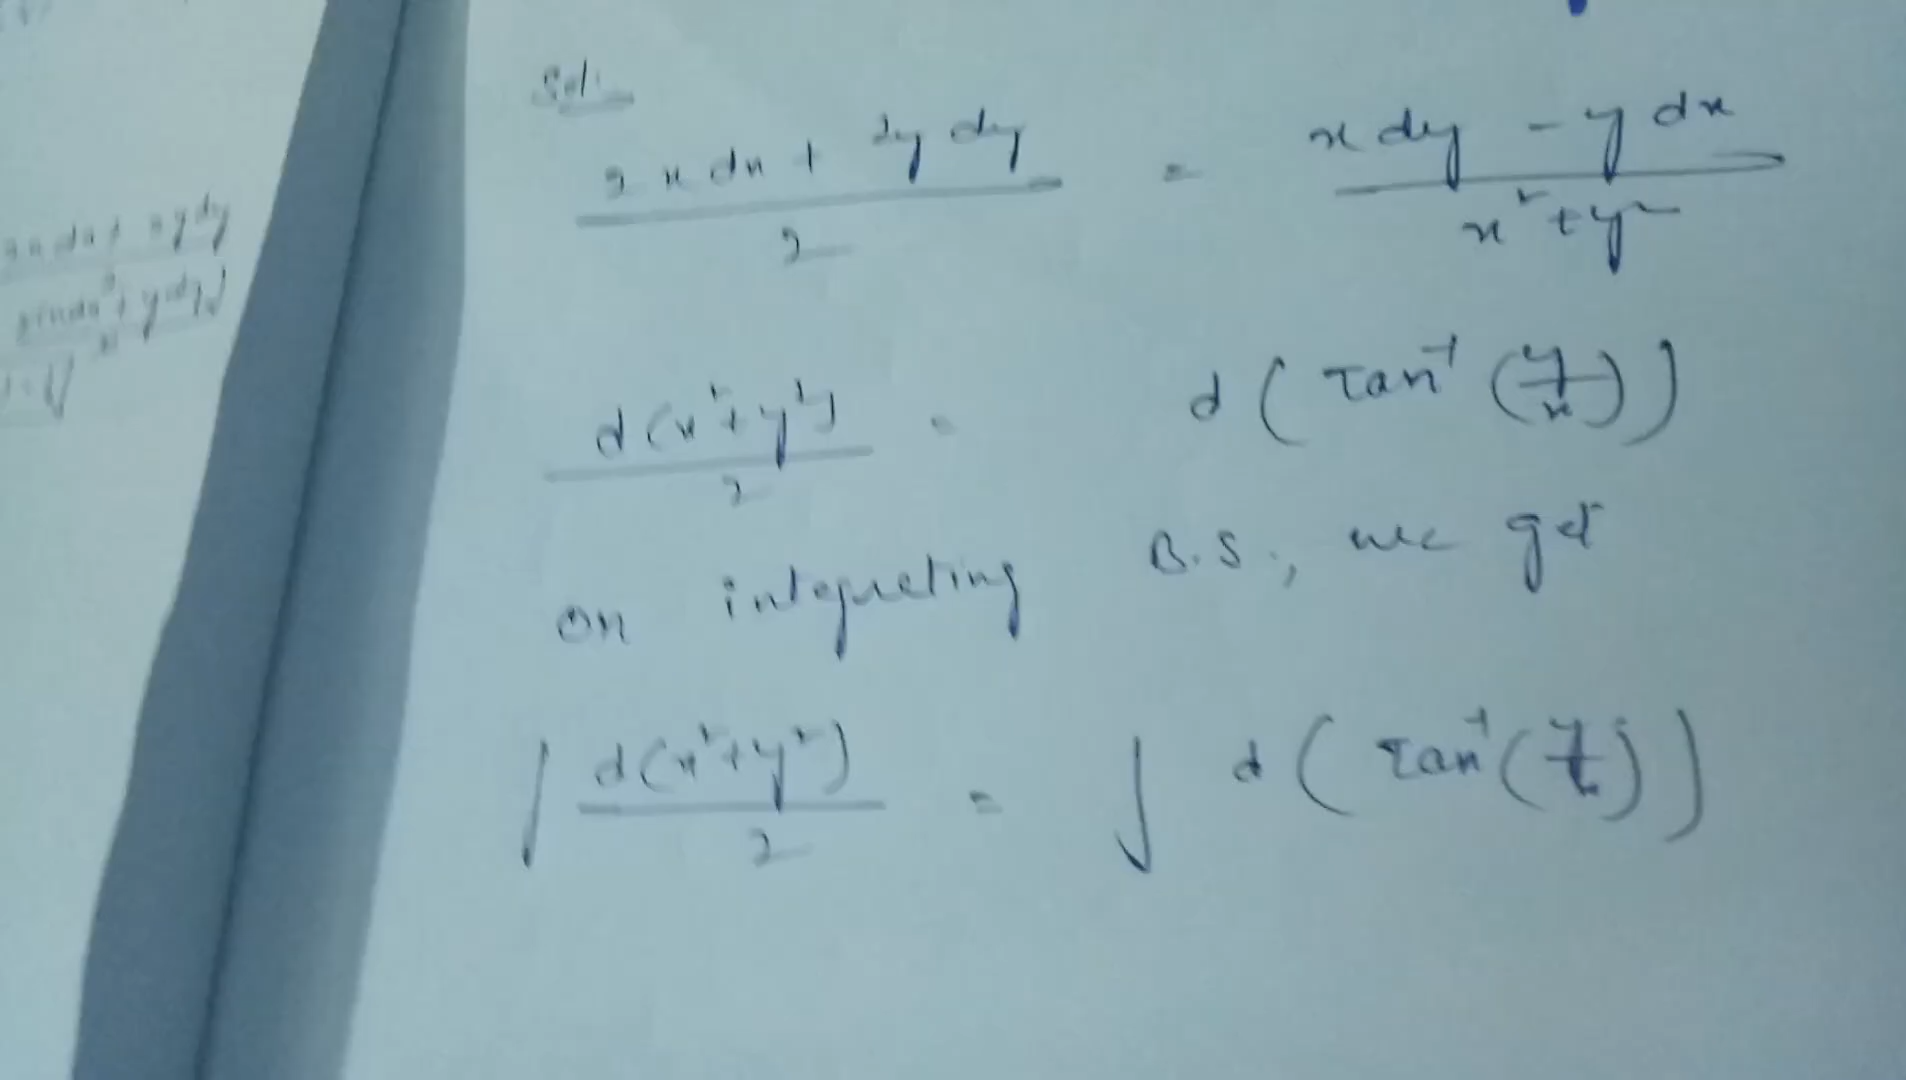 Sol:
(2x dx + 2y dy)/2 = (x dy - y dx)/(x² + y²)
d(x² + y²)/2 = d(Tan⁻¹(y/x))
on integreting B.S., we get
∫ d(x² + y²)/2 = ∫ d(Tan⁻¹(y/x))